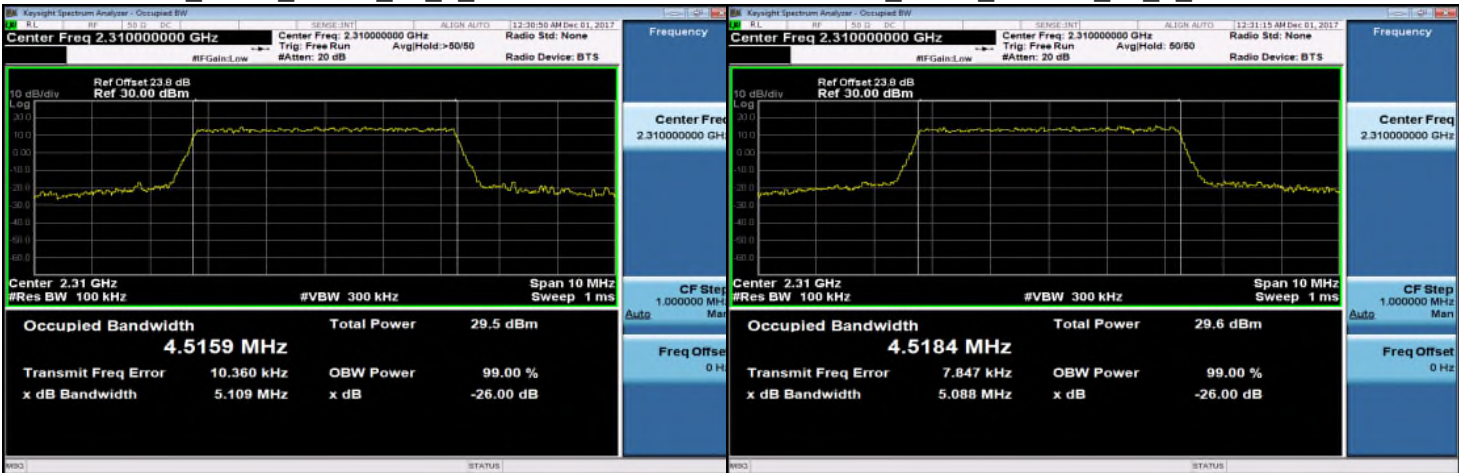 Keysight Spectrum Analyzer - Occupied BW
RL RF 50 Ω DC SENSE:INT ALIGN AUTO 12:30:50 AM Dec 01, 2017
Center Freq 2.310000000 GHz
Center Freq: 2.310000000 GHz
Radio Std: None
Trig: Free Run Avg|Hold:>50/50
#IFGain:Low
#Atten: 20 dB
Radio Device: BTS
Frequency
Ref Offset 23.8 dB
10 dB/div Ref 30.00 dBm
Log
20.0
10.0
0.00
-10.0
-20.0
-30.0
-40.0
-50.0
-60.0
Center Fre
2.310000000 GH
Center 2.31 GHz
Span 10 MHz
#Res BW 100 kHz
#VBW 300 kHz
Sweep 1 ms
CF Step
1.000000 MH
Auto Man
Occupied Bandwidth
Total Power 29.5 dBm
4.5159 MHz
Transmit Freq Error 10.360 kHz OBW Power 99.00 %
x dB Bandwidth 5.109 MHz x dB -26.00 dB
Freq Offse
0 H
MSG
STATUS
Keysight Spectrum Analyzer - Occupied BW
RL RF 50 Ω DC SENSE:INT ALIGN AUTO 12:31:15 AM Dec 01, 2017
Center Freq 2.310000000 GHz
Center Freq: 2.310000000 GHz
Radio Std: None
Trig: Free Run Avg|Hold: 50/50
#IFGain:Low
#Atten: 20 dB
Radio Device: BTS
Frequency
Ref Offset 23.8 dB
10 dB/div Ref 30.00 dBm
Log
20.0
10.0
0.00
-10.0
-20.0
-30.0
-40.0
-50.0
-60.0
Center Freq
2.310000000 GHz
Center 2.31 GHz
Span 10 MHz
#Res BW 100 kHz
#VBW 300 kHz
Sweep 1 ms
CF Step
1.000000 MHz
Auto Man
Occupied Bandwidth
Total Power 29.6 dBm
4.5184 MHz
Transmit Freq Error 7.847 kHz OBW Power 99.00 %
x dB Bandwidth 5.088 MHz x dB -26.00 dB
Freq Offset
0 Hz
MSG
STATUS